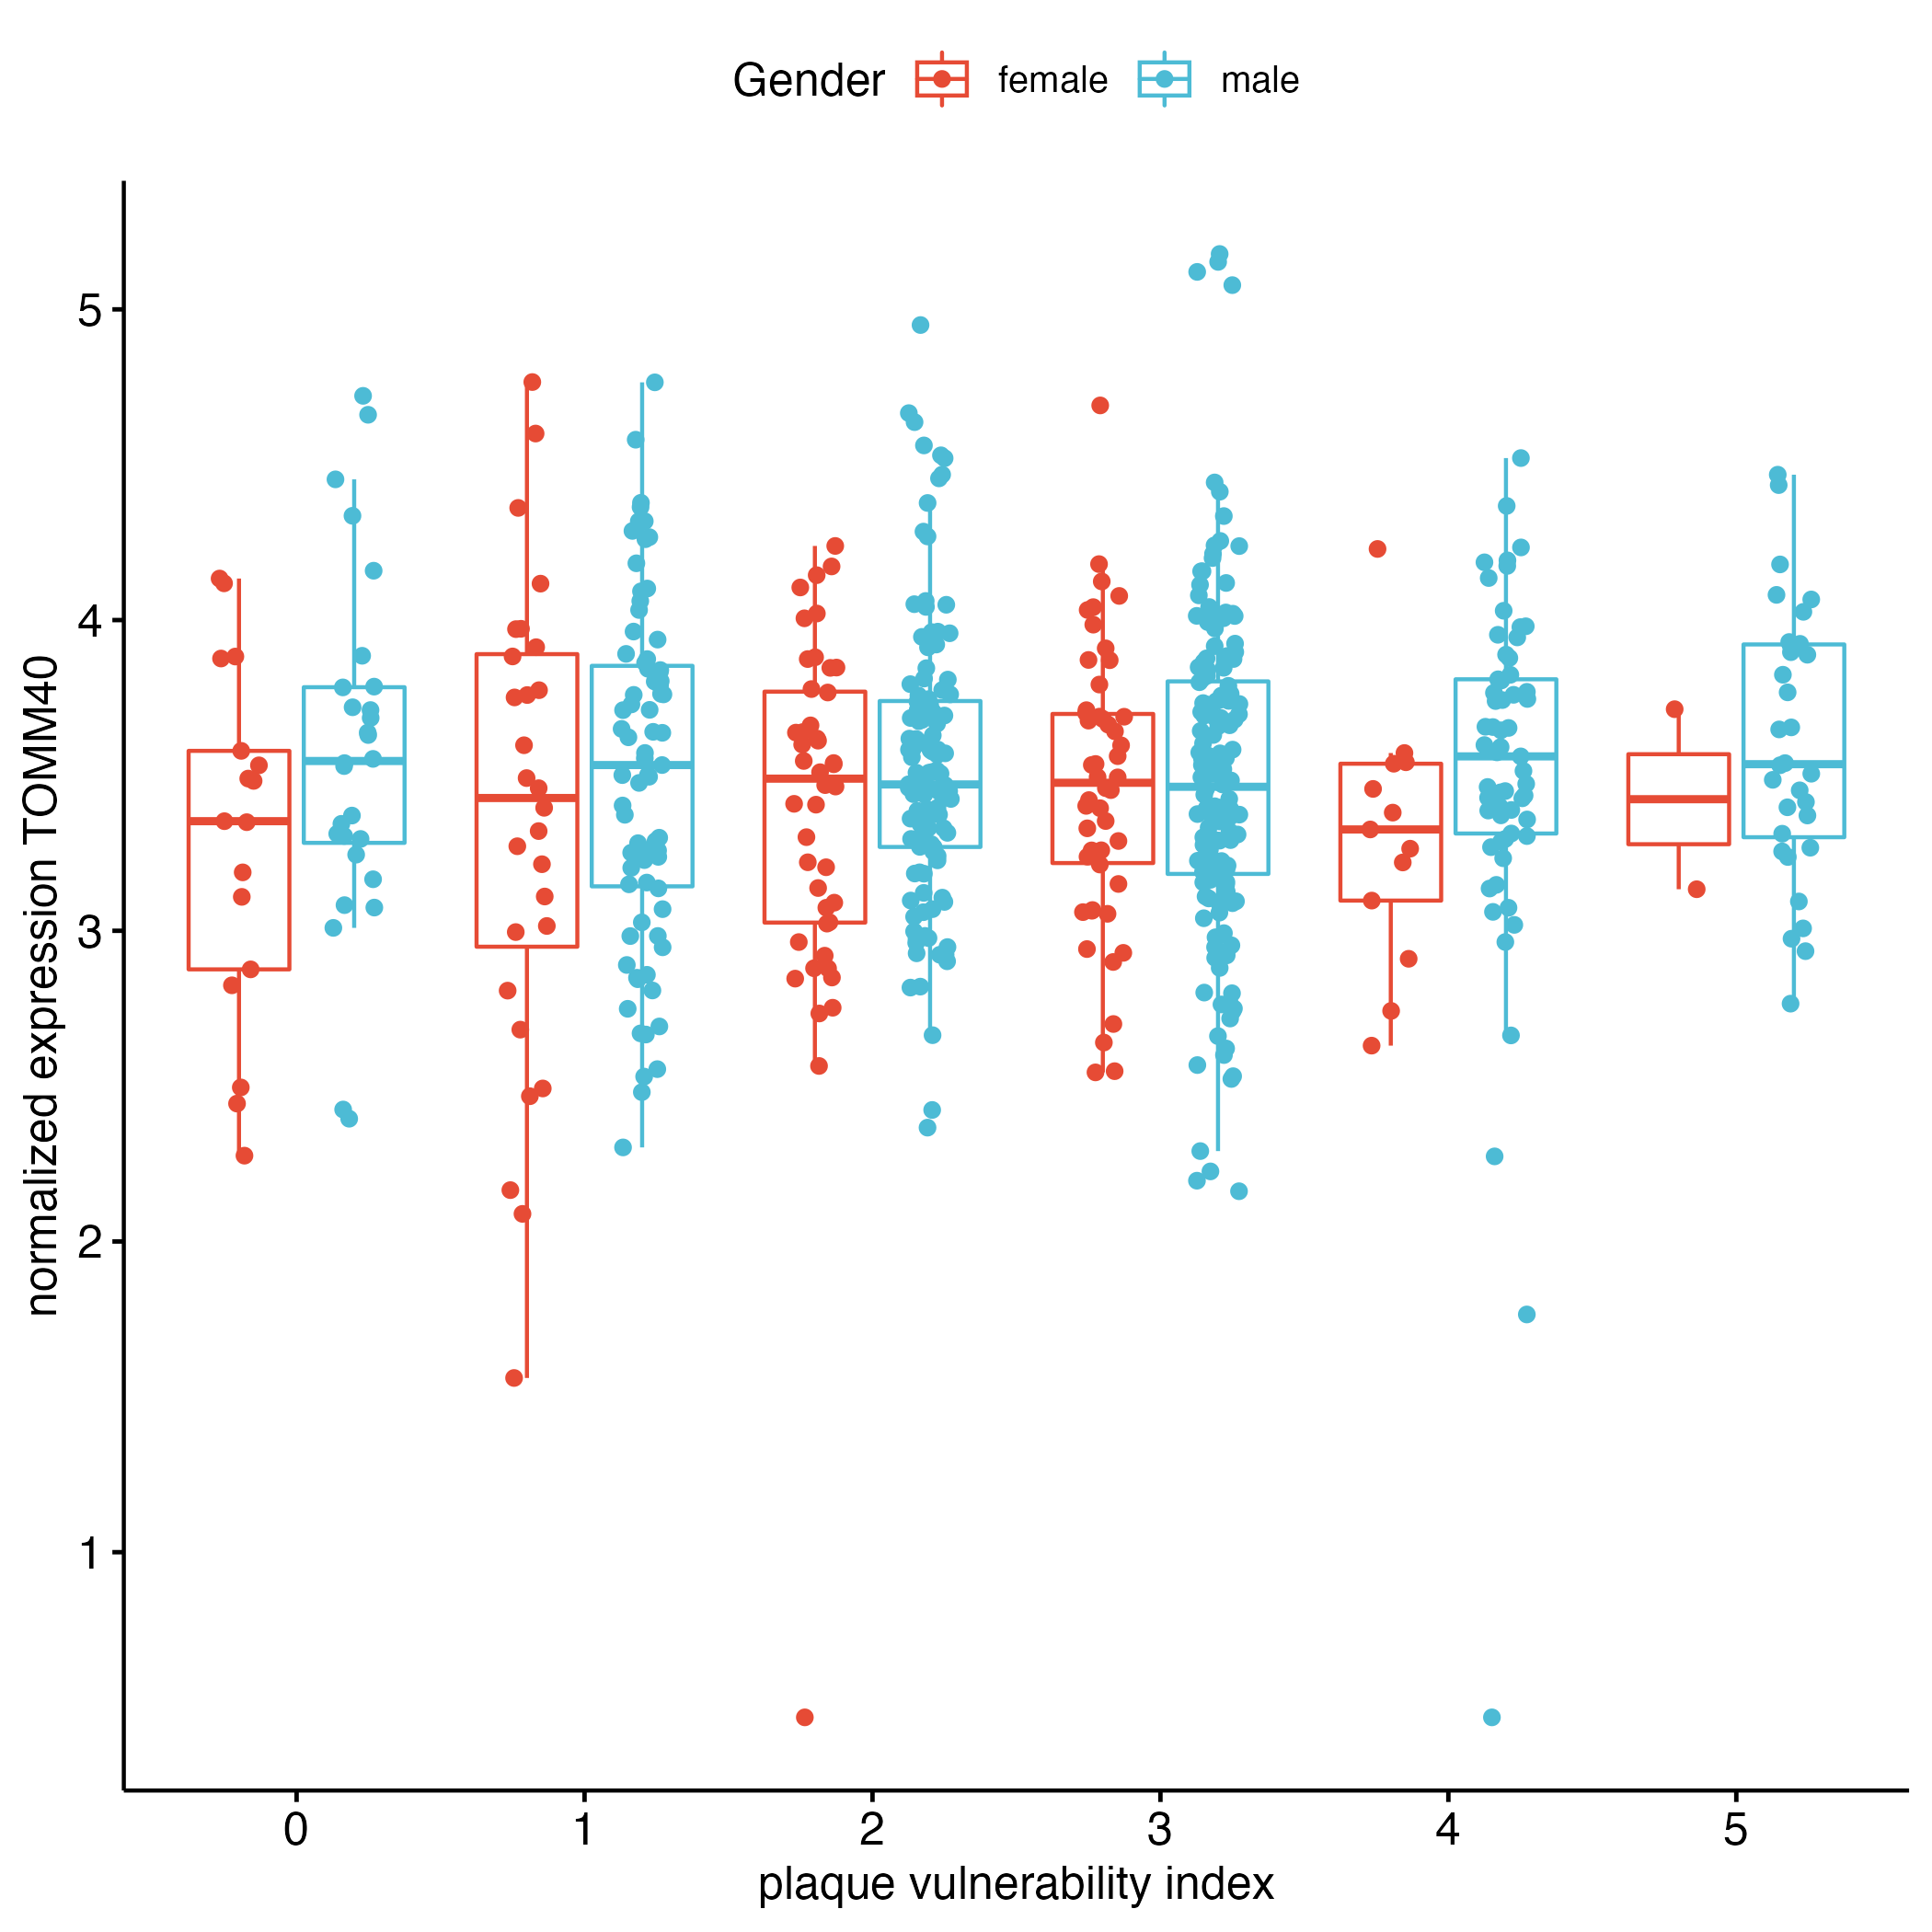 Gender female male
normalized expression TOMM40
5
4
3
2
1
0 1 2 3 4 5
plaque vulnerability index